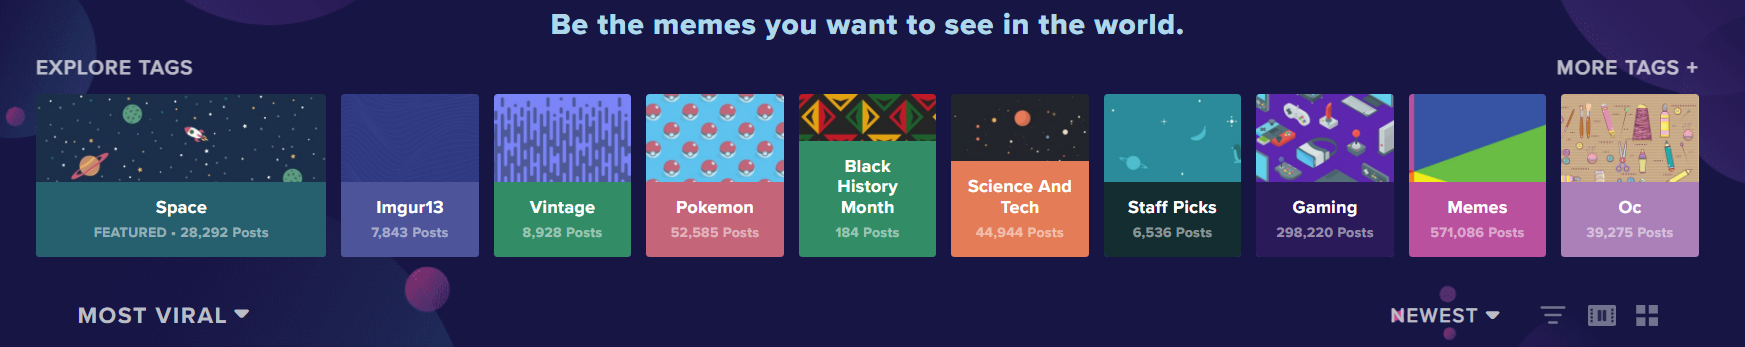 Be the memes you want to see in the world.
EXPLORE TAGS
MORE TAGS +
Space
FEATURED • 28,292 Posts
Imgur13
7,843 Posts
Vintage
8,928 Posts
Pokemon
52,585 Posts
Black
History
Month
184 Posts
Science And
Tech
44,944 Posts
Staff Picks
6,536 Posts
Gaming
298,220 Posts
Memes
571,086 Posts
Oc
39,275 Posts
MOST VIRAL
NEWEST